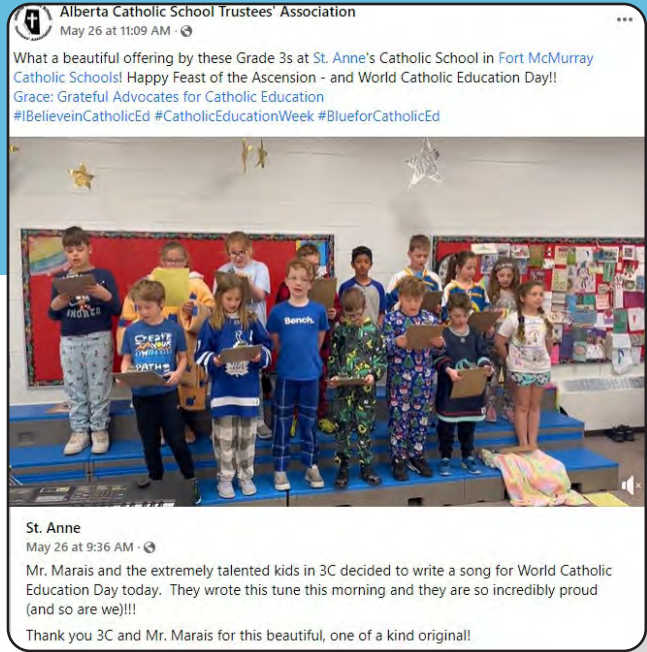 Alberta Catholic School Trustees' Association
May 26 at 11:09 AM ·
What a beautiful offering by these Grade 3s at St. Anne's Catholic School in Fort McMurray
Catholic Schools! Happy Feast of the Ascension - and World Catholic Education Day!!
Grace: Grateful Advocates for Catholic Education
#IBelieveinCatholicEd #CatholicEducationWeek #BlueforCatholicEd
Bench.
CREATE
YOUR
OWN
PATH
St. Anne
May 26 at 9:36 AM ·
Mr. Marais and the extremely talented kids in 3C decided to write a song for World Catholic
Education Day today. They wrote this tune this morning and they are so incredibly proud
(and so are we)!!!
Thank you 3C and Mr. Marais for this beautiful, one of a kind original!